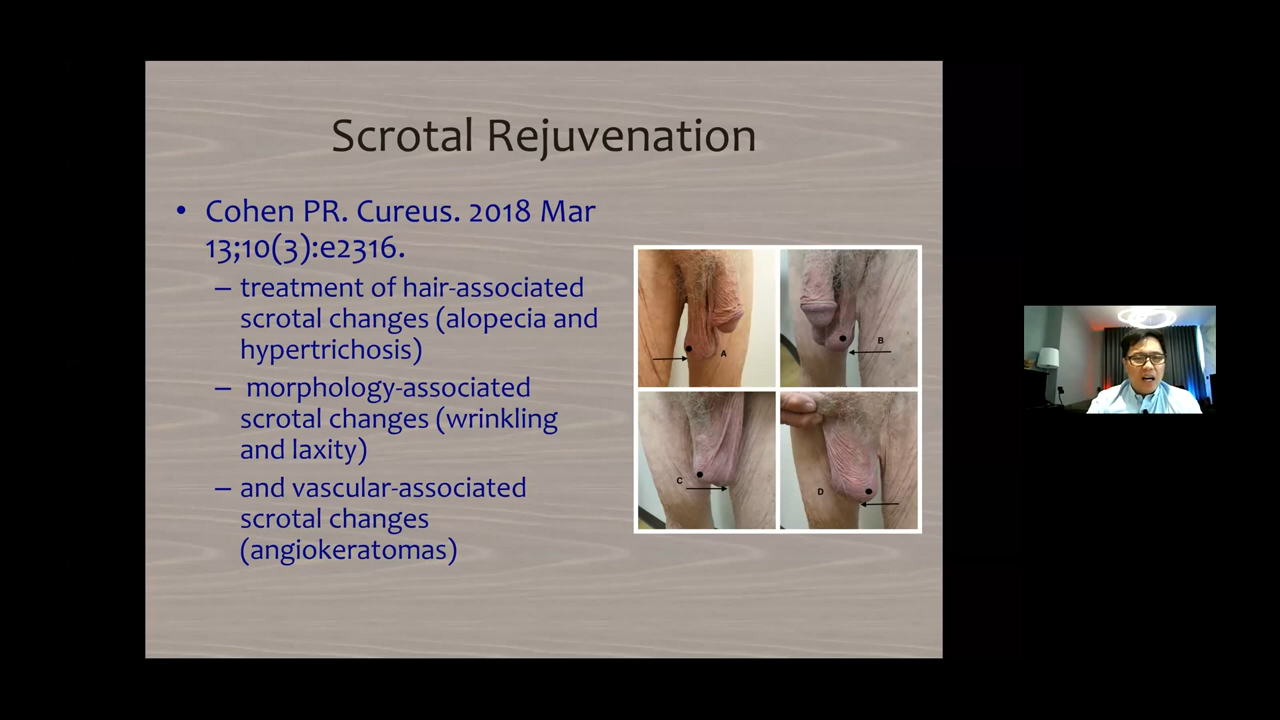 Scrotal Rejuvenation
• Cohen PR. Cureus. 2018 Mar
13;10(3):e2316.
– treatment of hair-associated
scrotal changes (alopecia and
hypertrichosis)
– morphology-associated
scrotal changes (wrinkling
and laxity)
– and vascular-associated
scrotal changes
(angiokeratomas)
A
B
C
D